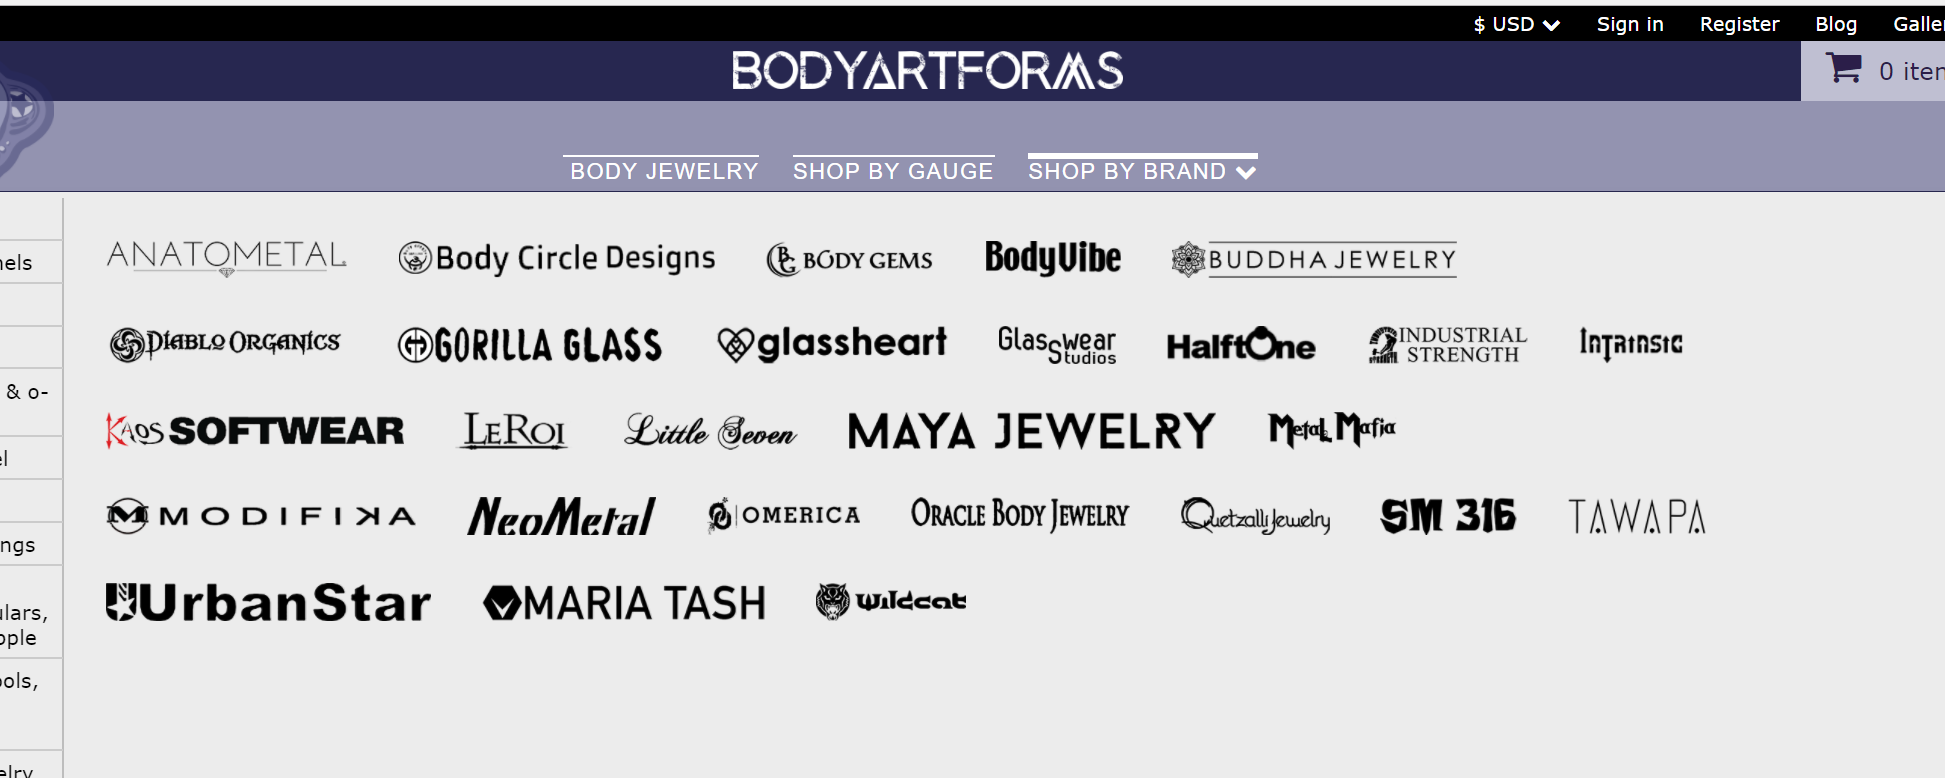 $ USD Sign in Register Blog Galler
BODYARTFORMS
0 iten
BODY JEWELRY SHOP BY GAUGE SHOP BY BRAND
nels
& o-
el
ngs
ulars,
pple
ols,
elry
ANATOMETAL Body Circle Designs BG BODY GEMS BodyVibe BUDDHA JEWELRY
DIABLO ORGANICS GORILLA GLASS glassheart Glasswear Studios HalftOne INDUSTRIAL STRENGTH INTRINSIC
KAOS SOFTWEAR LEROI Little Seven MAYA JEWELRY Metal Mafia
MODIFIKA NeoMetal OMERICA ORACLE BODY JEWELRY Quetzalli Jewelry SM 316 TAWAPA
UrbanStar MARIA TASH Wildcat